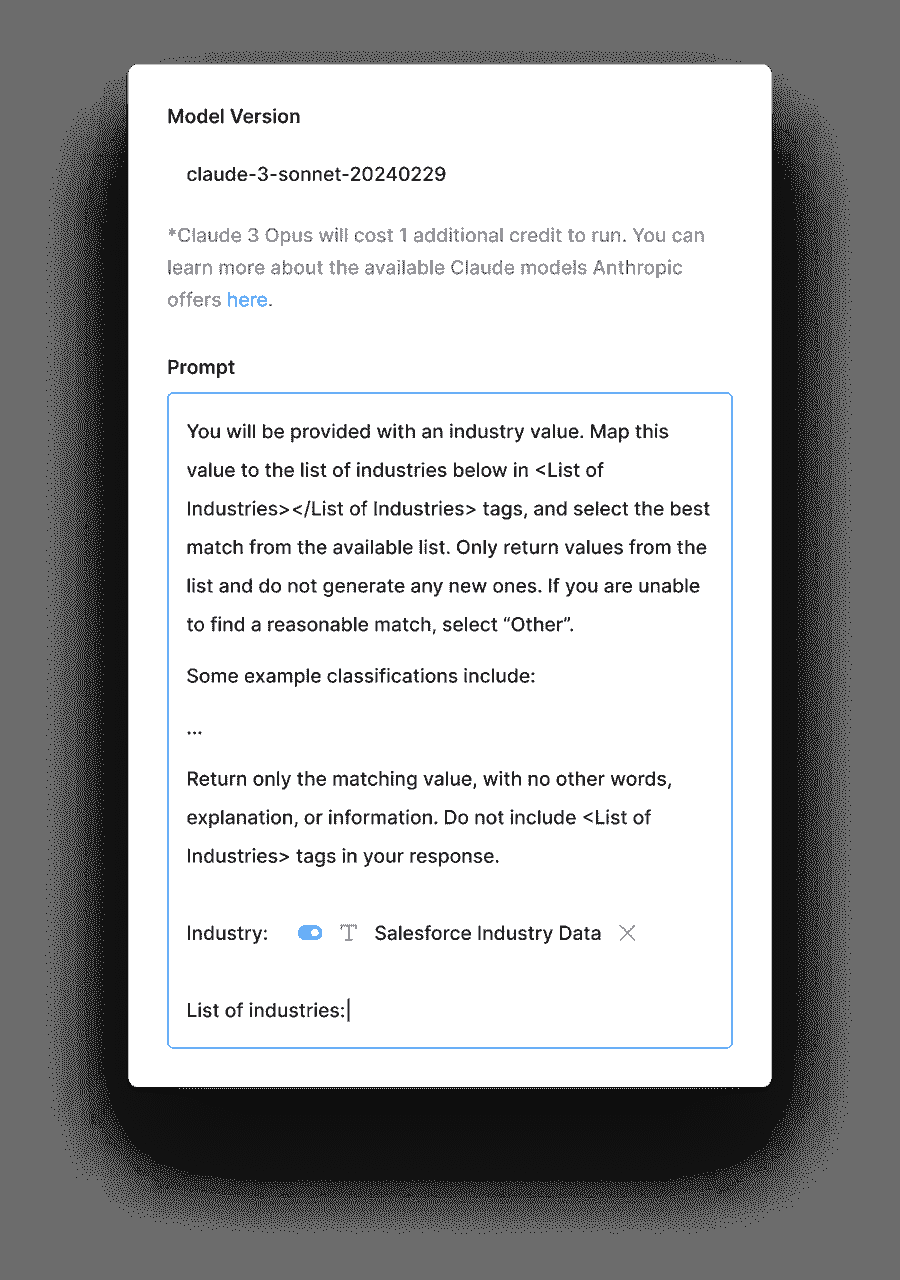 Model Version
claude-3-sonnet-20240229
*Claude 3 Opus will cost 1 additional credit to run. You can
learn more about the available Claude models Anthropic
offers here.
Prompt
You will be provided with an industry value. Map this
value to the list of industries below in <List of
Industries></List of Industries> tags, and select the best
match from the available list. Only return values from the
list and do not generate any new ones. If you are unable
to find a reasonable match, select “Other”.
Some example classifications include:
...
Return only the matching value, with no other words,
explanation, or information. Do not include <List of
Industries> tags in your response.
Industry: T Salesforce Industry Data
List of industries: